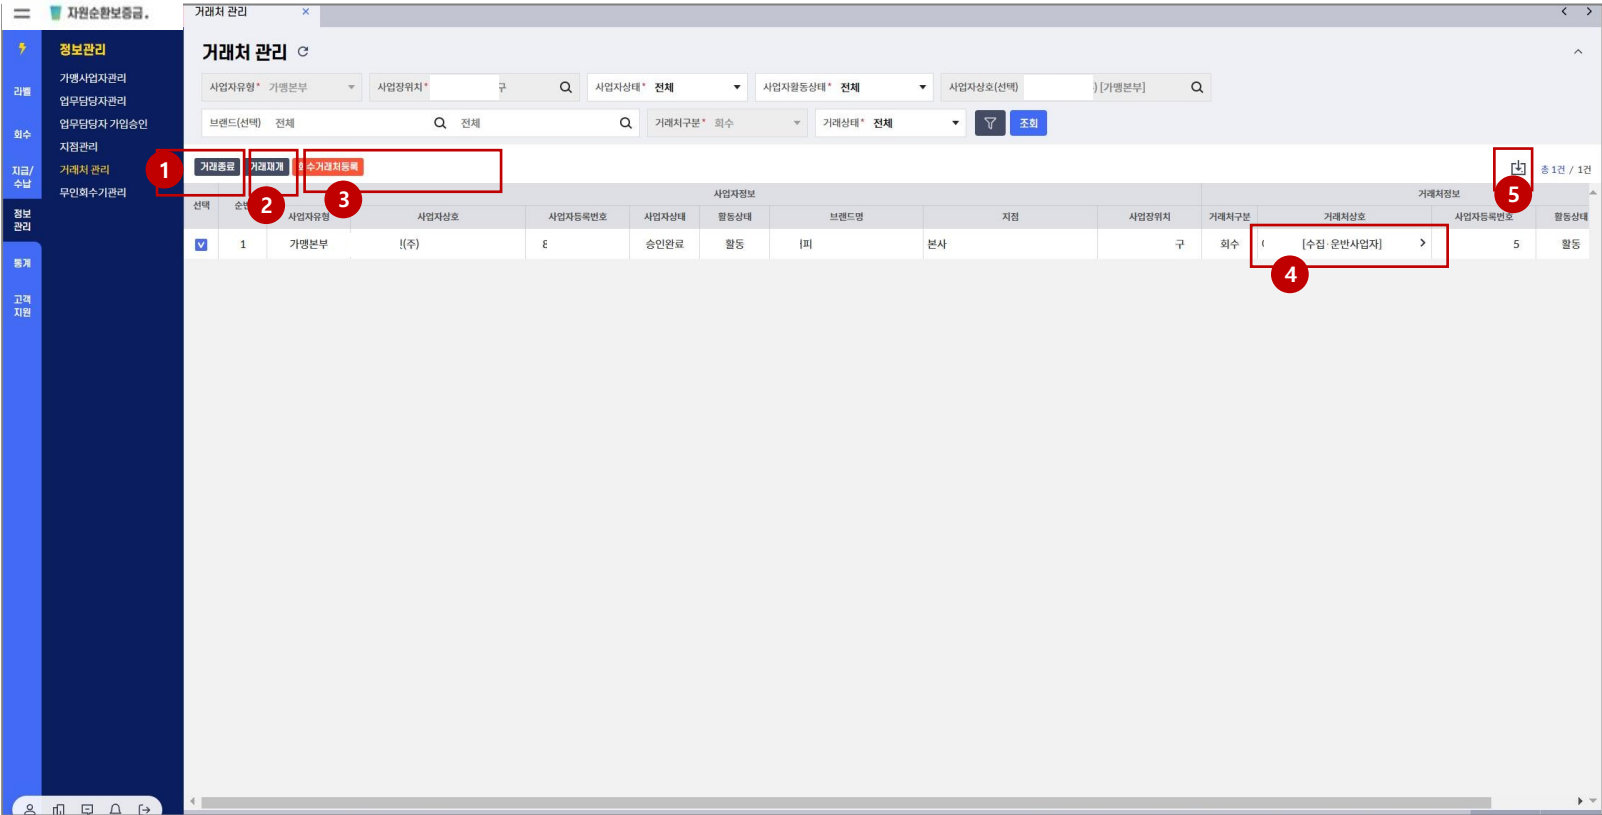 자원순환보증금.
거래처 관리 ×
정보관리
가맹사업자관리
업무담당자관리
업무담당자 가입승인
지점관리
거래처 관리
무인회수기관리
라벨
회수
지급/
수납
정보
관리
통계
고객
지원
거래처 관리
사업자유형* 가맹본부
사업장위치* 구
사업자상태* 전체
사업자활동상태* 전체
사업자상호(선택) ) [가맹본부]
브랜드(선택) 전체 전체
거래처구분* 회수
거래상태* 전체
조회
1 거래종료
2 거래재개
3 수거래처등록
4
5
총 1건 / 1건
선택
사업자정보
거래처정보
사업자유형 사업자상호 사업자등록번호 사업자상태 활동상태 브랜드명 지점 사업장위치 거래처구분 거래처상호 사업자등록번호 활동상태
1 가맹본부 (주) 승인완료 활동 피 본사 구 회수 [수집·운반사업자] 5 활동